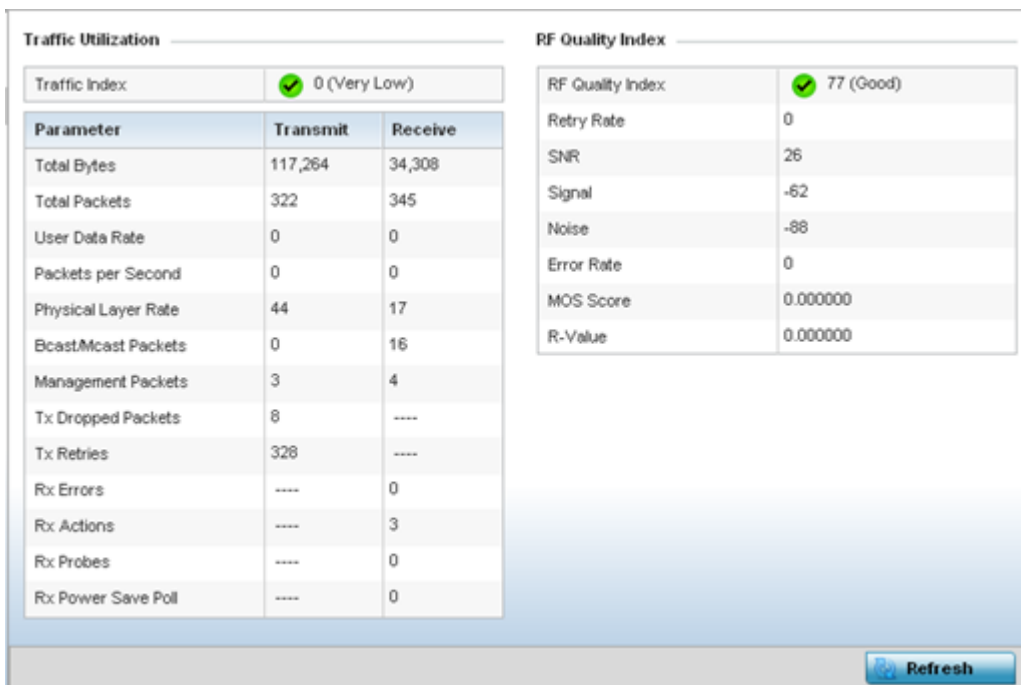 Traffic Utilization
Traffic Index 0 (Very Low)
Parameter Transmit Receive
Total Bytes 117,264 34,308
Total Packets 322 345
User Data Rate 0 0
Packets per Second 0 0
Physical Layer Rate 44 17
Bcast/Mcast Packets 0 16
Management Packets 3 4
Tx Dropped Packets 8 ----
Tx Retries 328 ----
Rx Errors ---- 0
Rx Actions ---- 3
Rx Probes ---- 0
Rx Power Save Poll ---- 0
RF Quality Index
RF Quality Index 77 (Good)
Retry Rate 0
SNR 26
Signal -62
Noise -88
Error Rate 0
MOS Score 0.000000
R-Value 0.000000
Refresh